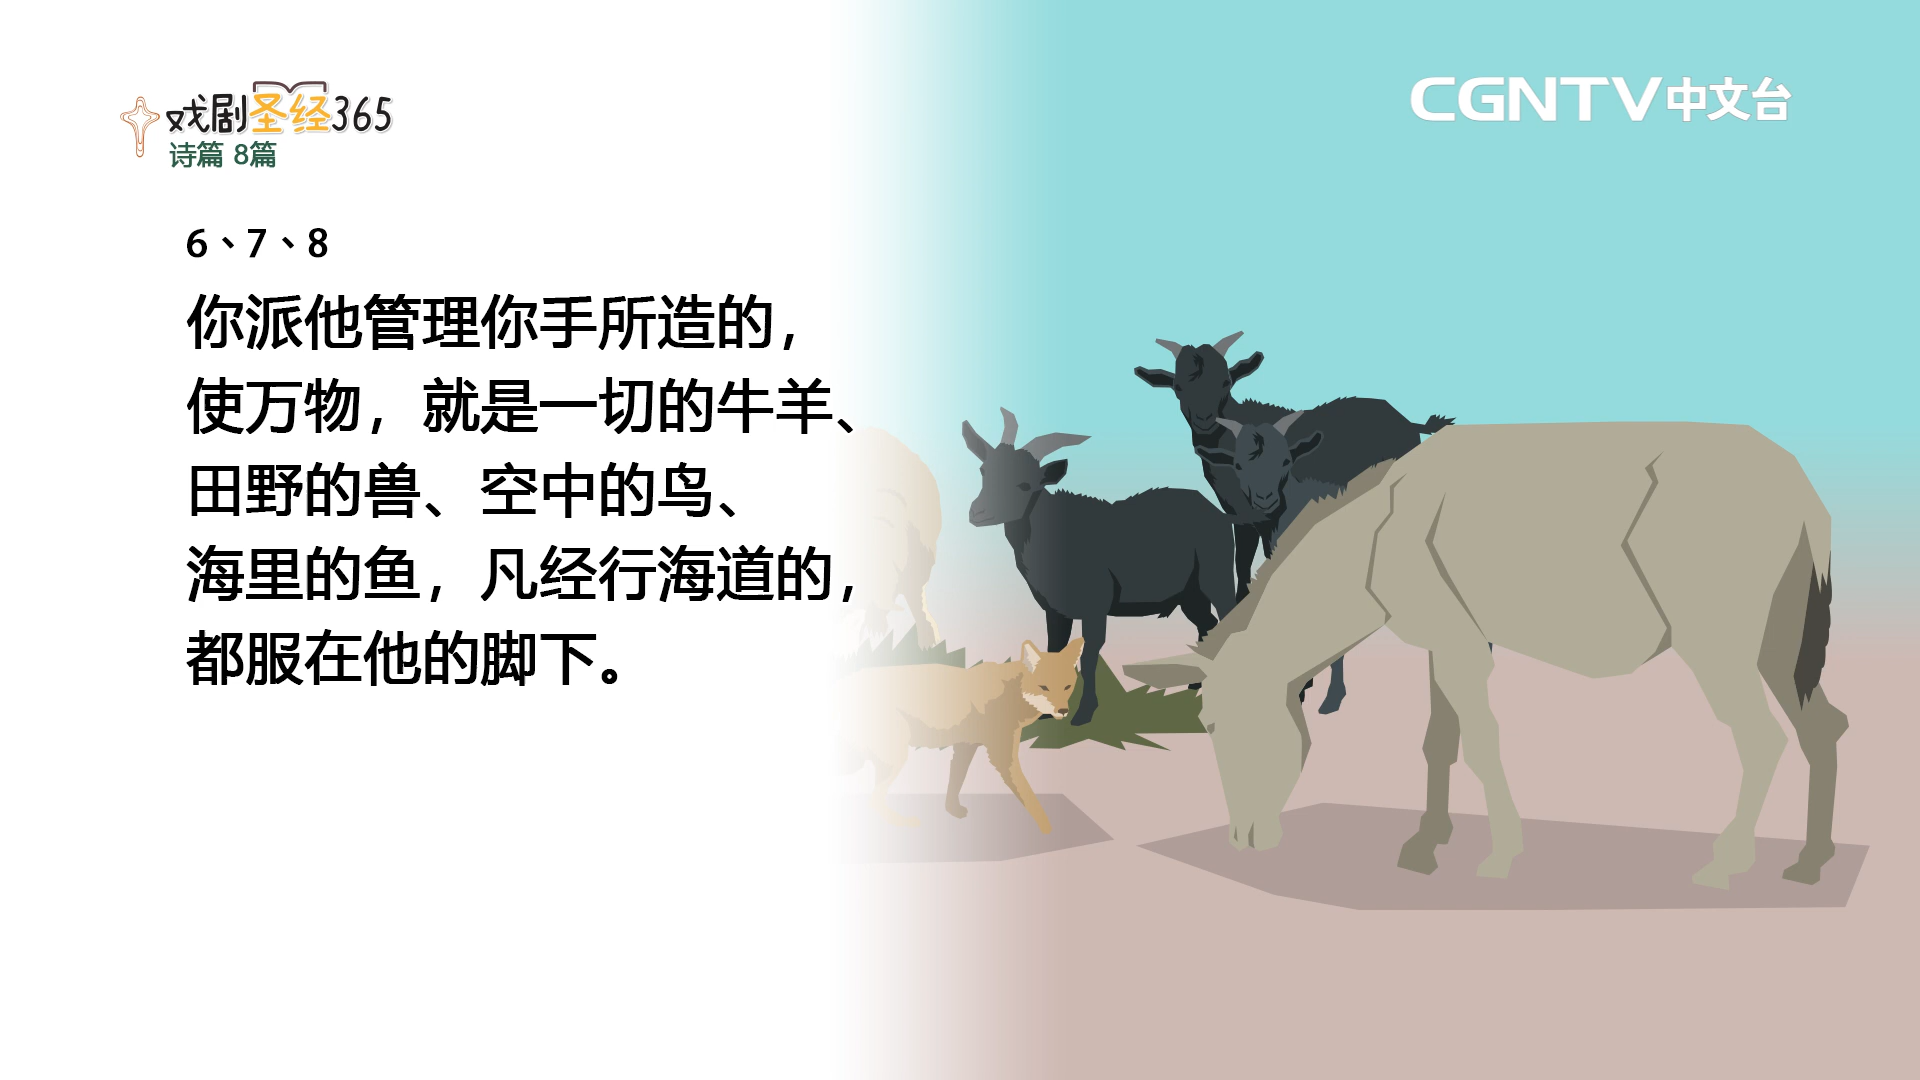 戏剧圣经365
CGNTV中文台
诗篇 8篇
6、7、8
你派他管理你手所造的，
使万物，就是一切的牛羊、
田野的兽、空中的鸟、
海里的鱼，凡经行海道的，
都服在他的脚下。